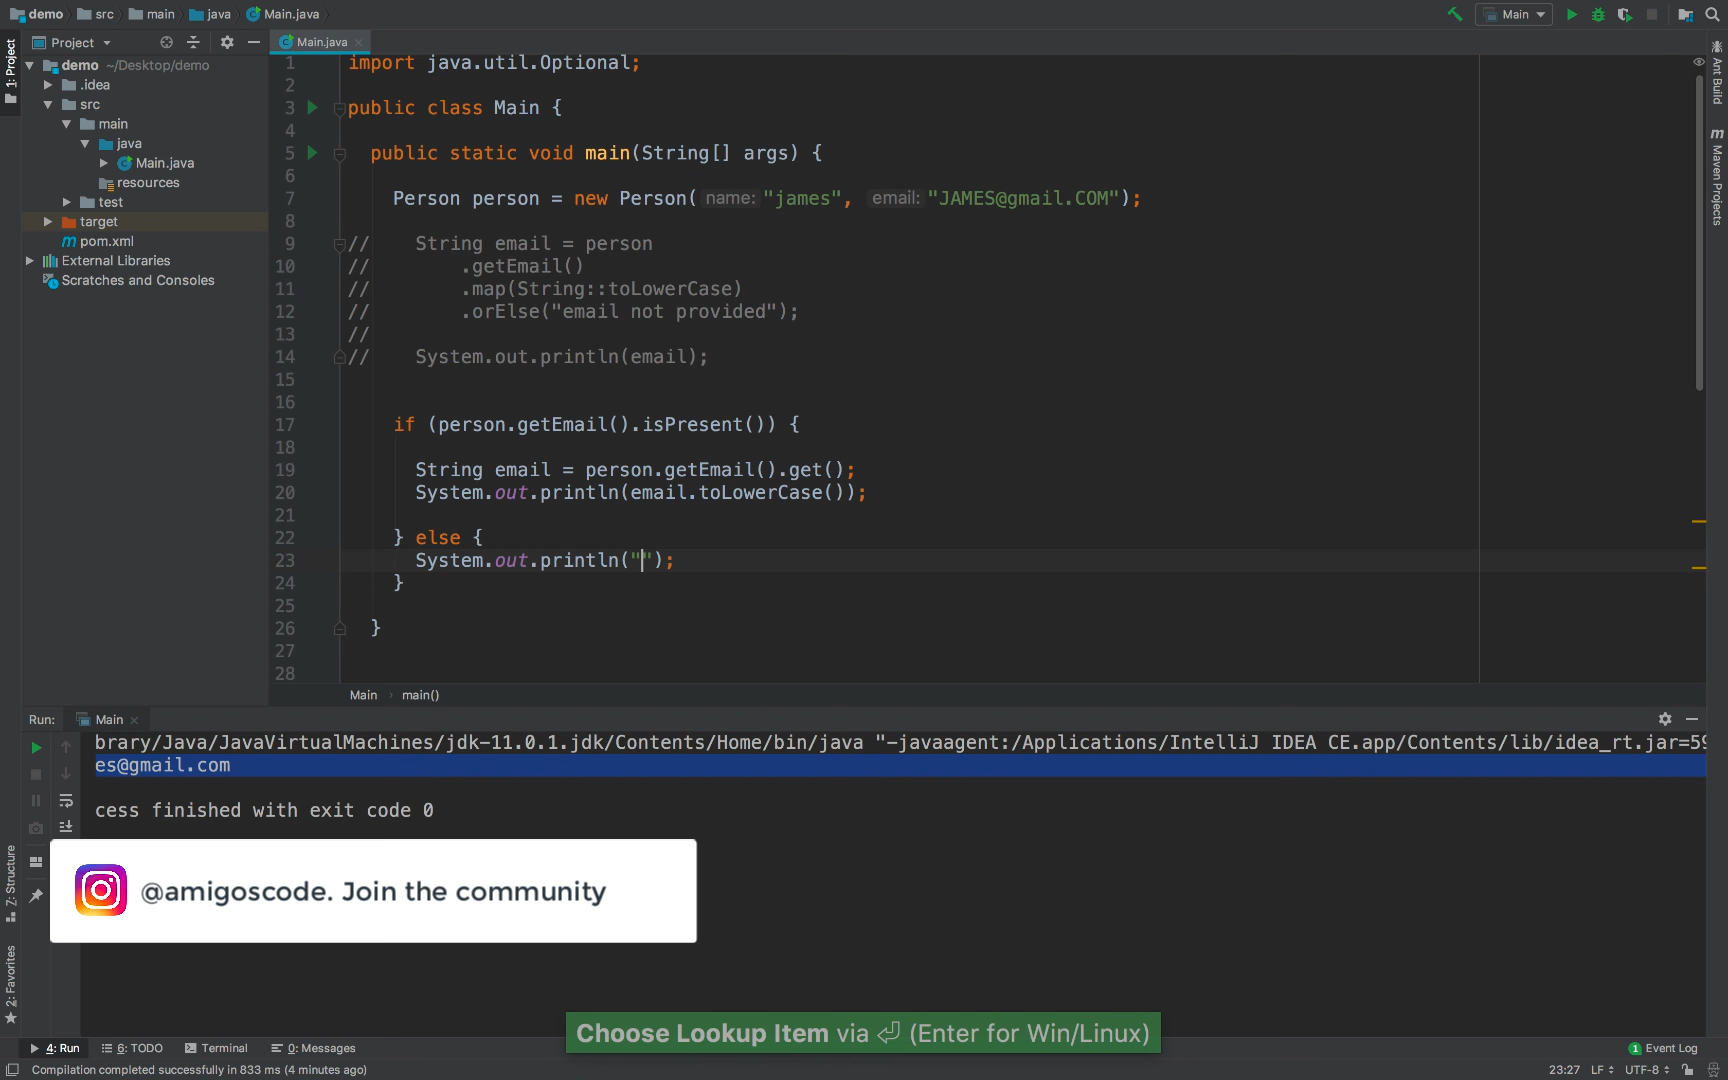 demo src main java Main.java
Main
Project
Main.java
1: Project
demo ~/Desktop/demo
.idea
src
main
java
Main.java
resources
test
target
pom.xml
External Libraries
Scratches and Consoles
1 import java.util.Optional;
2
3 public class Main {
4
5 public static void main(String[] args) {
6
7 Person person = new Person( name: "james", email: "JAMES@gmail.COM");
8
9 // String email = person
10 // .getEmail()
11 // .map(String::toLowerCase)
12 // .orElse("email not provided");
13 //
14 // System.out.println(email);
15
16
17 if (person.getEmail().isPresent()) {
18
19 String email = person.getEmail().get();
20 System.out.println(email.toLowerCase());
21
22 } else {
23 System.out.println("");
24 }
25
26 }
27
28
Main main()
Ant Build
Maven Projects
Run: Main
brary/Java/JavaVirtualMachines/jdk-11.0.1.jdk/Contents/Home/bin/java "-javaagent:/Applications/IntelliJ IDEA CE.app/Contents/lib/idea_rt.jar=59
es@gmail.com
cess finished with exit code 0
Z: Structure
2: Favorites
@amigoscode. Join the community
Choose Lookup Item via ⏎ (Enter for Win/Linux)
4: Run 6: TODO Terminal 0: Messages 1 Event Log
Compilation completed successfully in 833 ms (4 minutes ago) 23:27 LF UTF-8